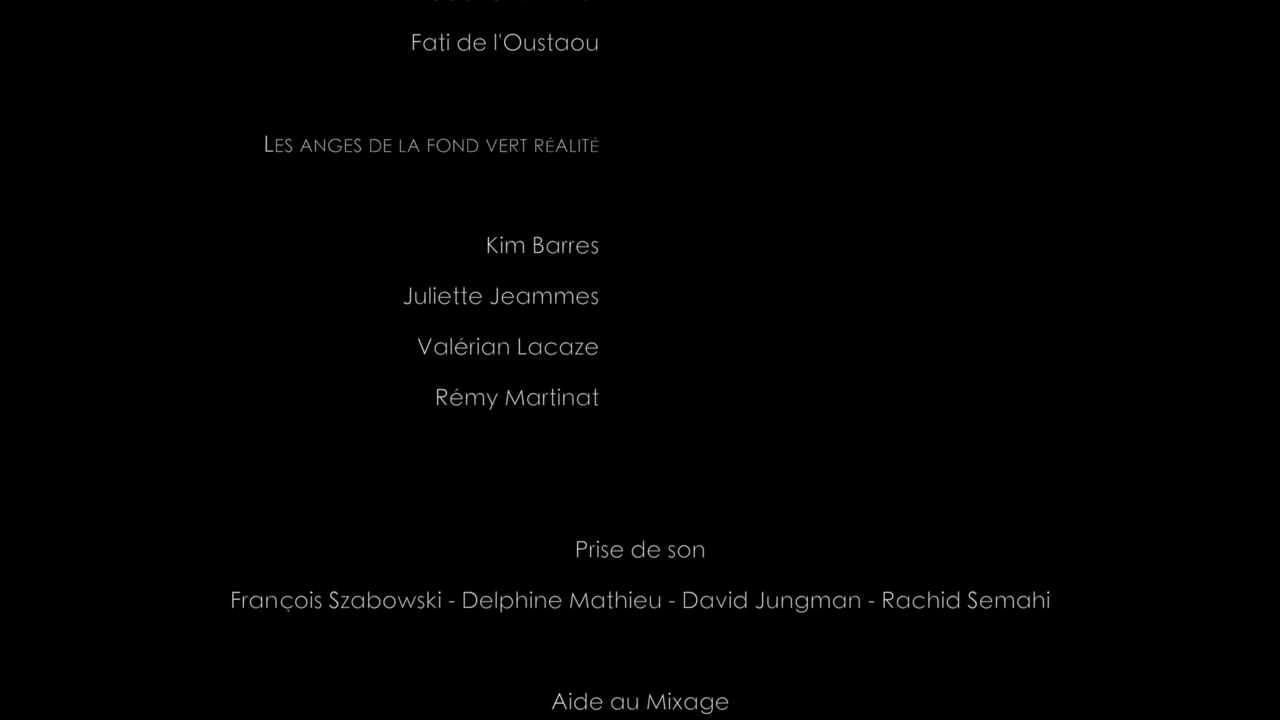 Fati de l'Oustaou
Les anges de la fond vert réalité
Kim Barres
Juliette Jeammes
Valérian Lacaze
Rémy Martinat
Prise de son
François Szabowski - Delphine Mathieu - David Jungman - Rachid Semahi
Aide au Mixage